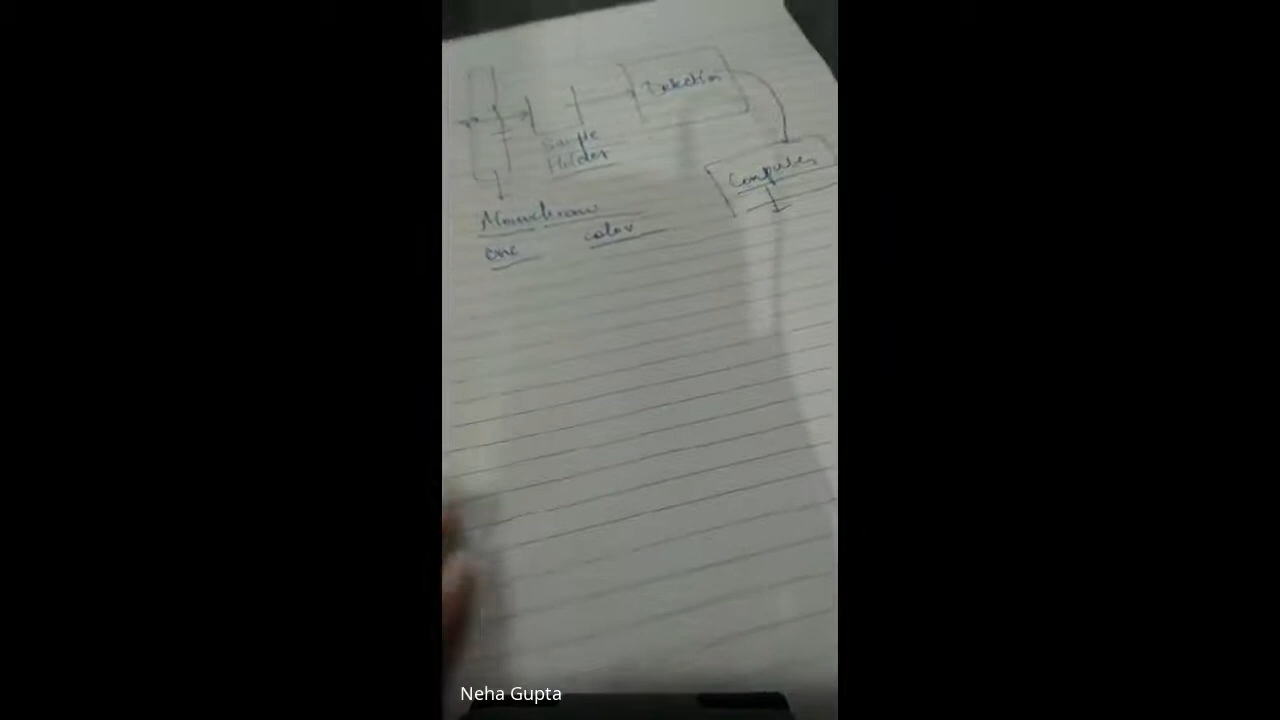 Detector
Sample
Holder
Computer
Monochrom
one color
Neha Gupta